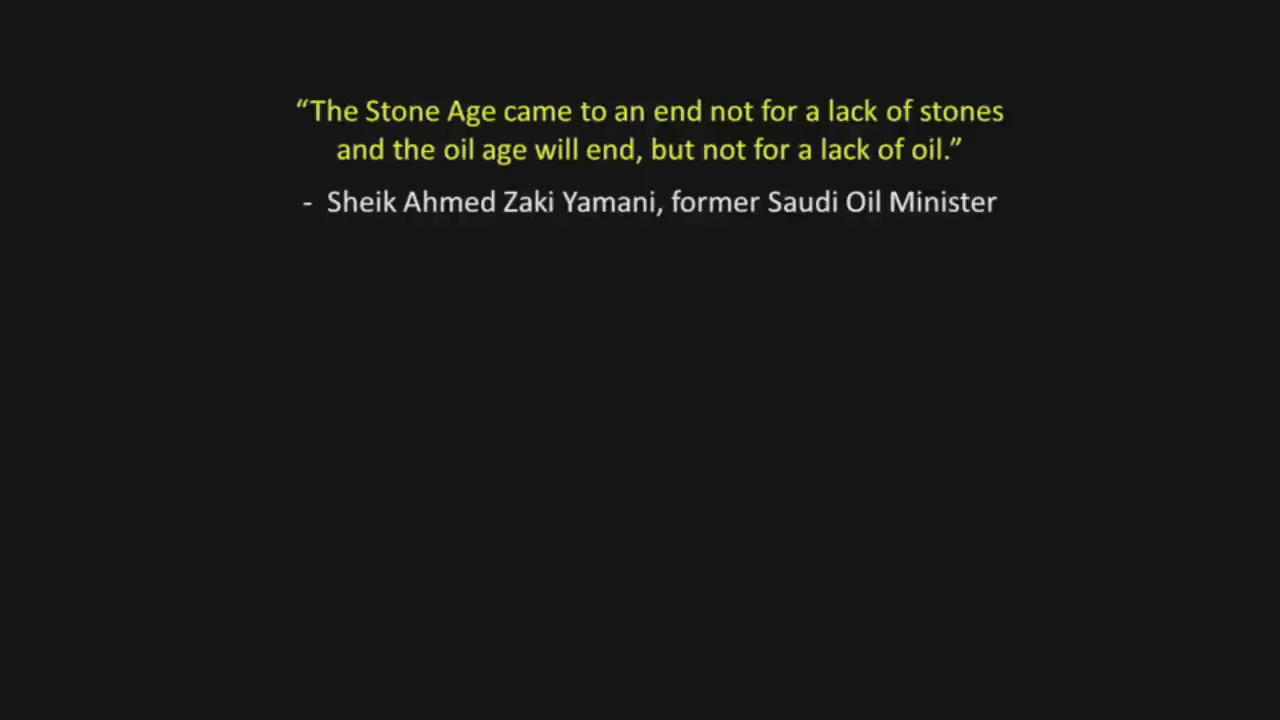 “The Stone Age came to an end not for a lack of stones
and the oil age will end, but not for a lack of oil.”
- Sheik Ahmed Zaki Yamani, former Saudi Oil Minister